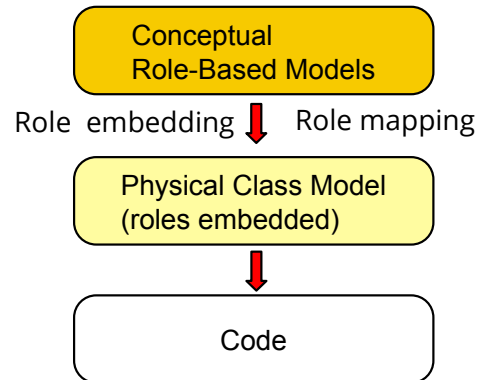 Conceptual
Role-Based Models
Role embedding Role mapping
Physical Class Model
(roles embedded)
Code